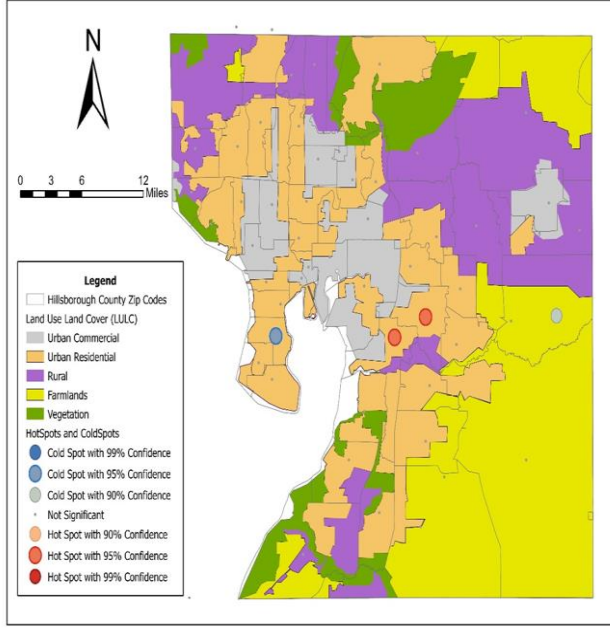 N
0 3 6 12
Miles
Legend
Hillsborough County Zip Codes
Land Use Land Cover (LULC)
Urban Commercial
Urban Residential
Rural
Farmlands
Vegetation
HotSpots and ColdSpots
Cold Spot with 99% Confidence
Cold Spot with 95% Confidence
Cold Spot with 90% Confidence
Not Significant
Hot Spot with 90% Confidence
Hot Spot with 95% Confidence
Hot Spot with 99% Confidence